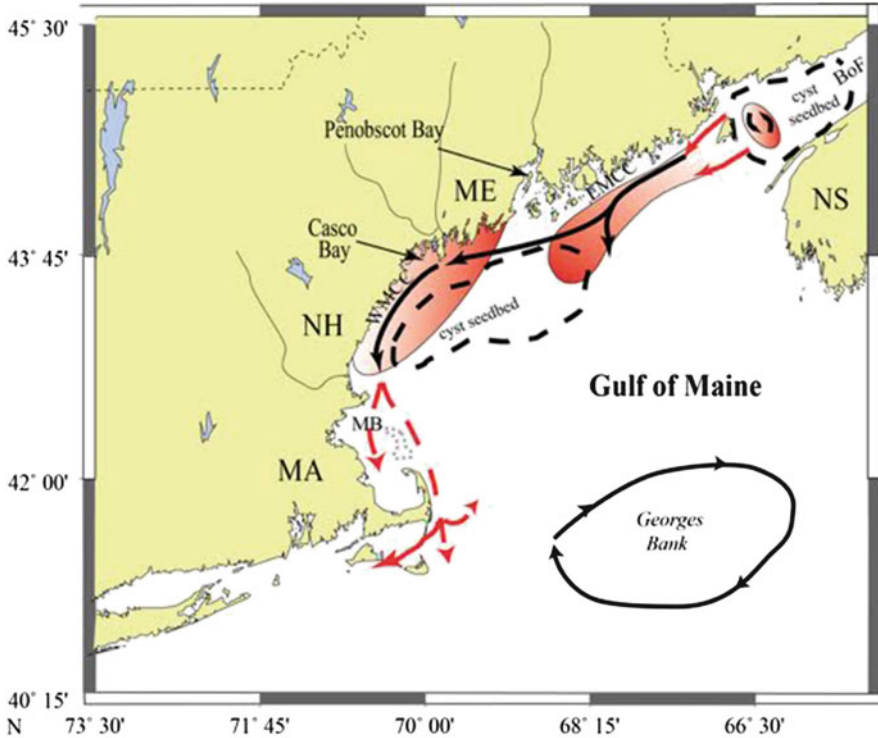 45° 30'
BoF
cyst
seedbed
Penobscot Bay
EMCC
ME
NS
Casco
Bay
43° 45'
WMCC
cyst seedbed
NH
Gulf of Maine
MB
MA
42° 00'
Georges
Bank
40° 15'
N
73° 30' 71° 45' 70° 00' 68° 15' 66° 30'